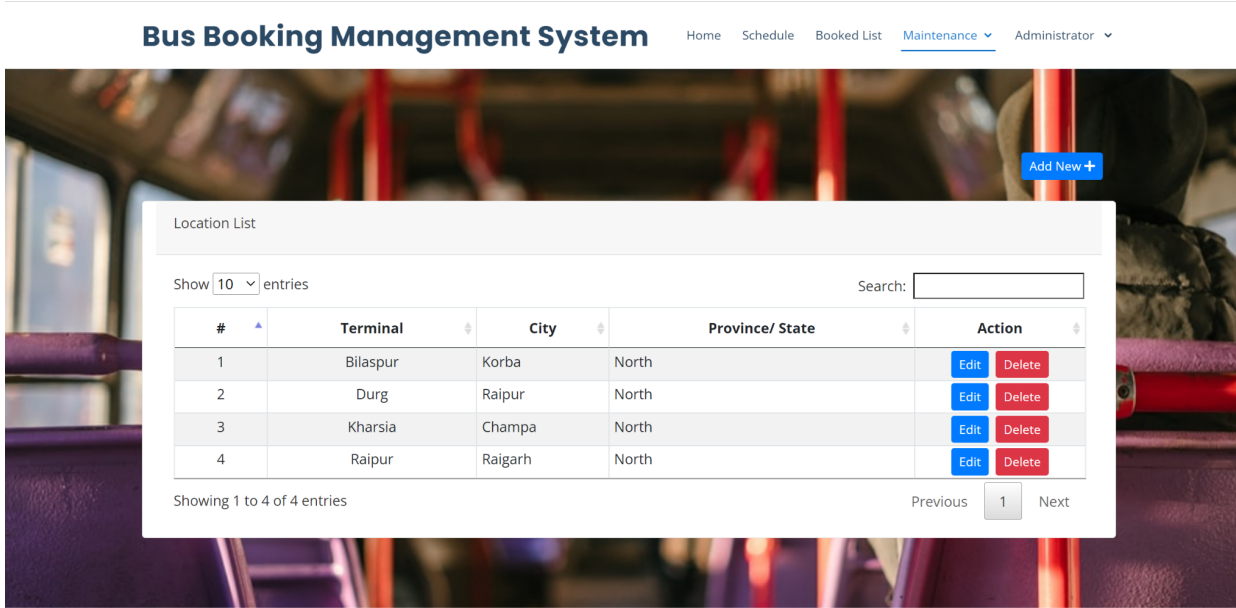 Bus Booking Management System Home Schedule Booked List Maintenance Administrator
Add New
Location List
Show 10 entries Search:
# Terminal City Province/ State Action
1 Bilaspur Korba North Edit Delete
2 Durg Raipur North Edit Delete
3 Kharsia Champa North Edit Delete
4 Raipur Raigarh North Edit Delete
Showing 1 to 4 of 4 entries Previous 1 Next